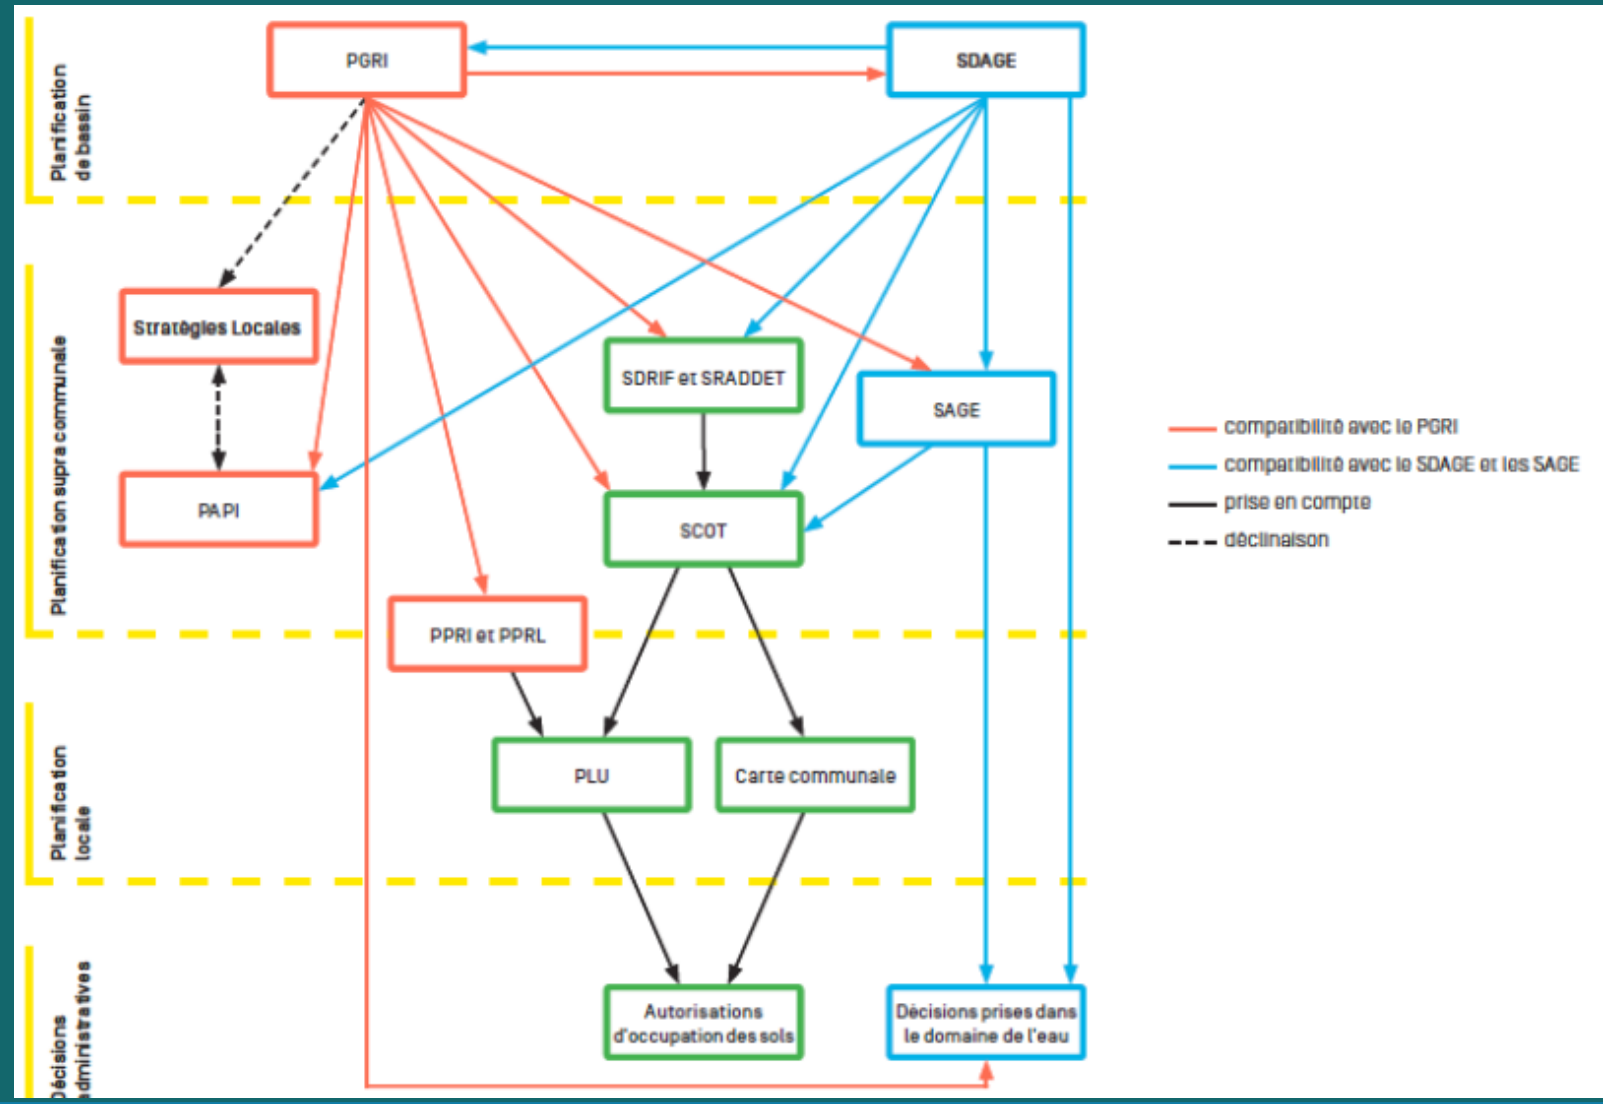 PGRI
SDAGE
Planification
de bassin
Stratégies Locales
SDRIF et SRADDET
SAGE
PAPI
SCOT
PPRI et PPRL
Planification supra communale
compatibilité avec le PGRI
compatibilité avec le SDAGE et les SAGE
prise en compte
déclinaison
PLU
Carte communale
Planification
locale
Autorisations
d'occupation des sols
Décisions prises dans
le domaine de l'eau
Décisions
administratives